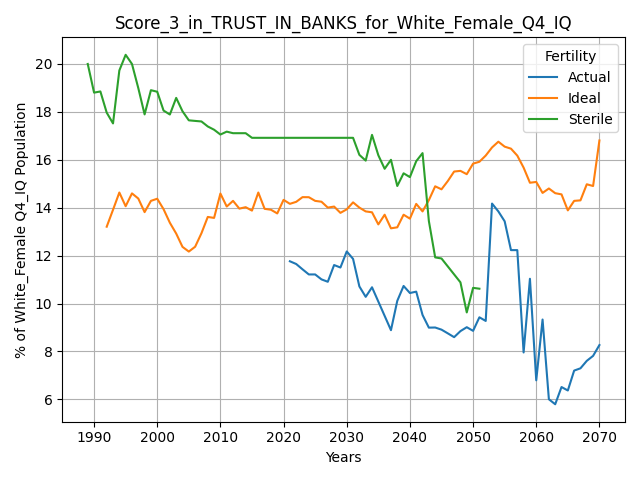 Score_3_in_TRUST_IN_BANKS_for_White_Female_Q4_IQ
% of White_Female Q4_IQ Population
20
18
16
14
12
10
8
6
Fertility
Actual
Ideal
Sterile
1990 2000 2010 2020 2030 2040 2050 2060 2070
Years